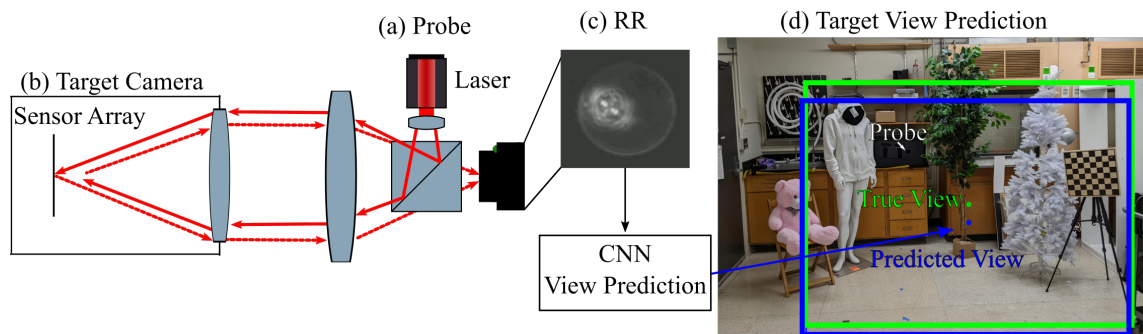 (a) Probe
(c) RR
(d) Target View Prediction
(b) Target Camera
Sensor Array
Laser
CNN
View Prediction
Probe
True View
Predicted View